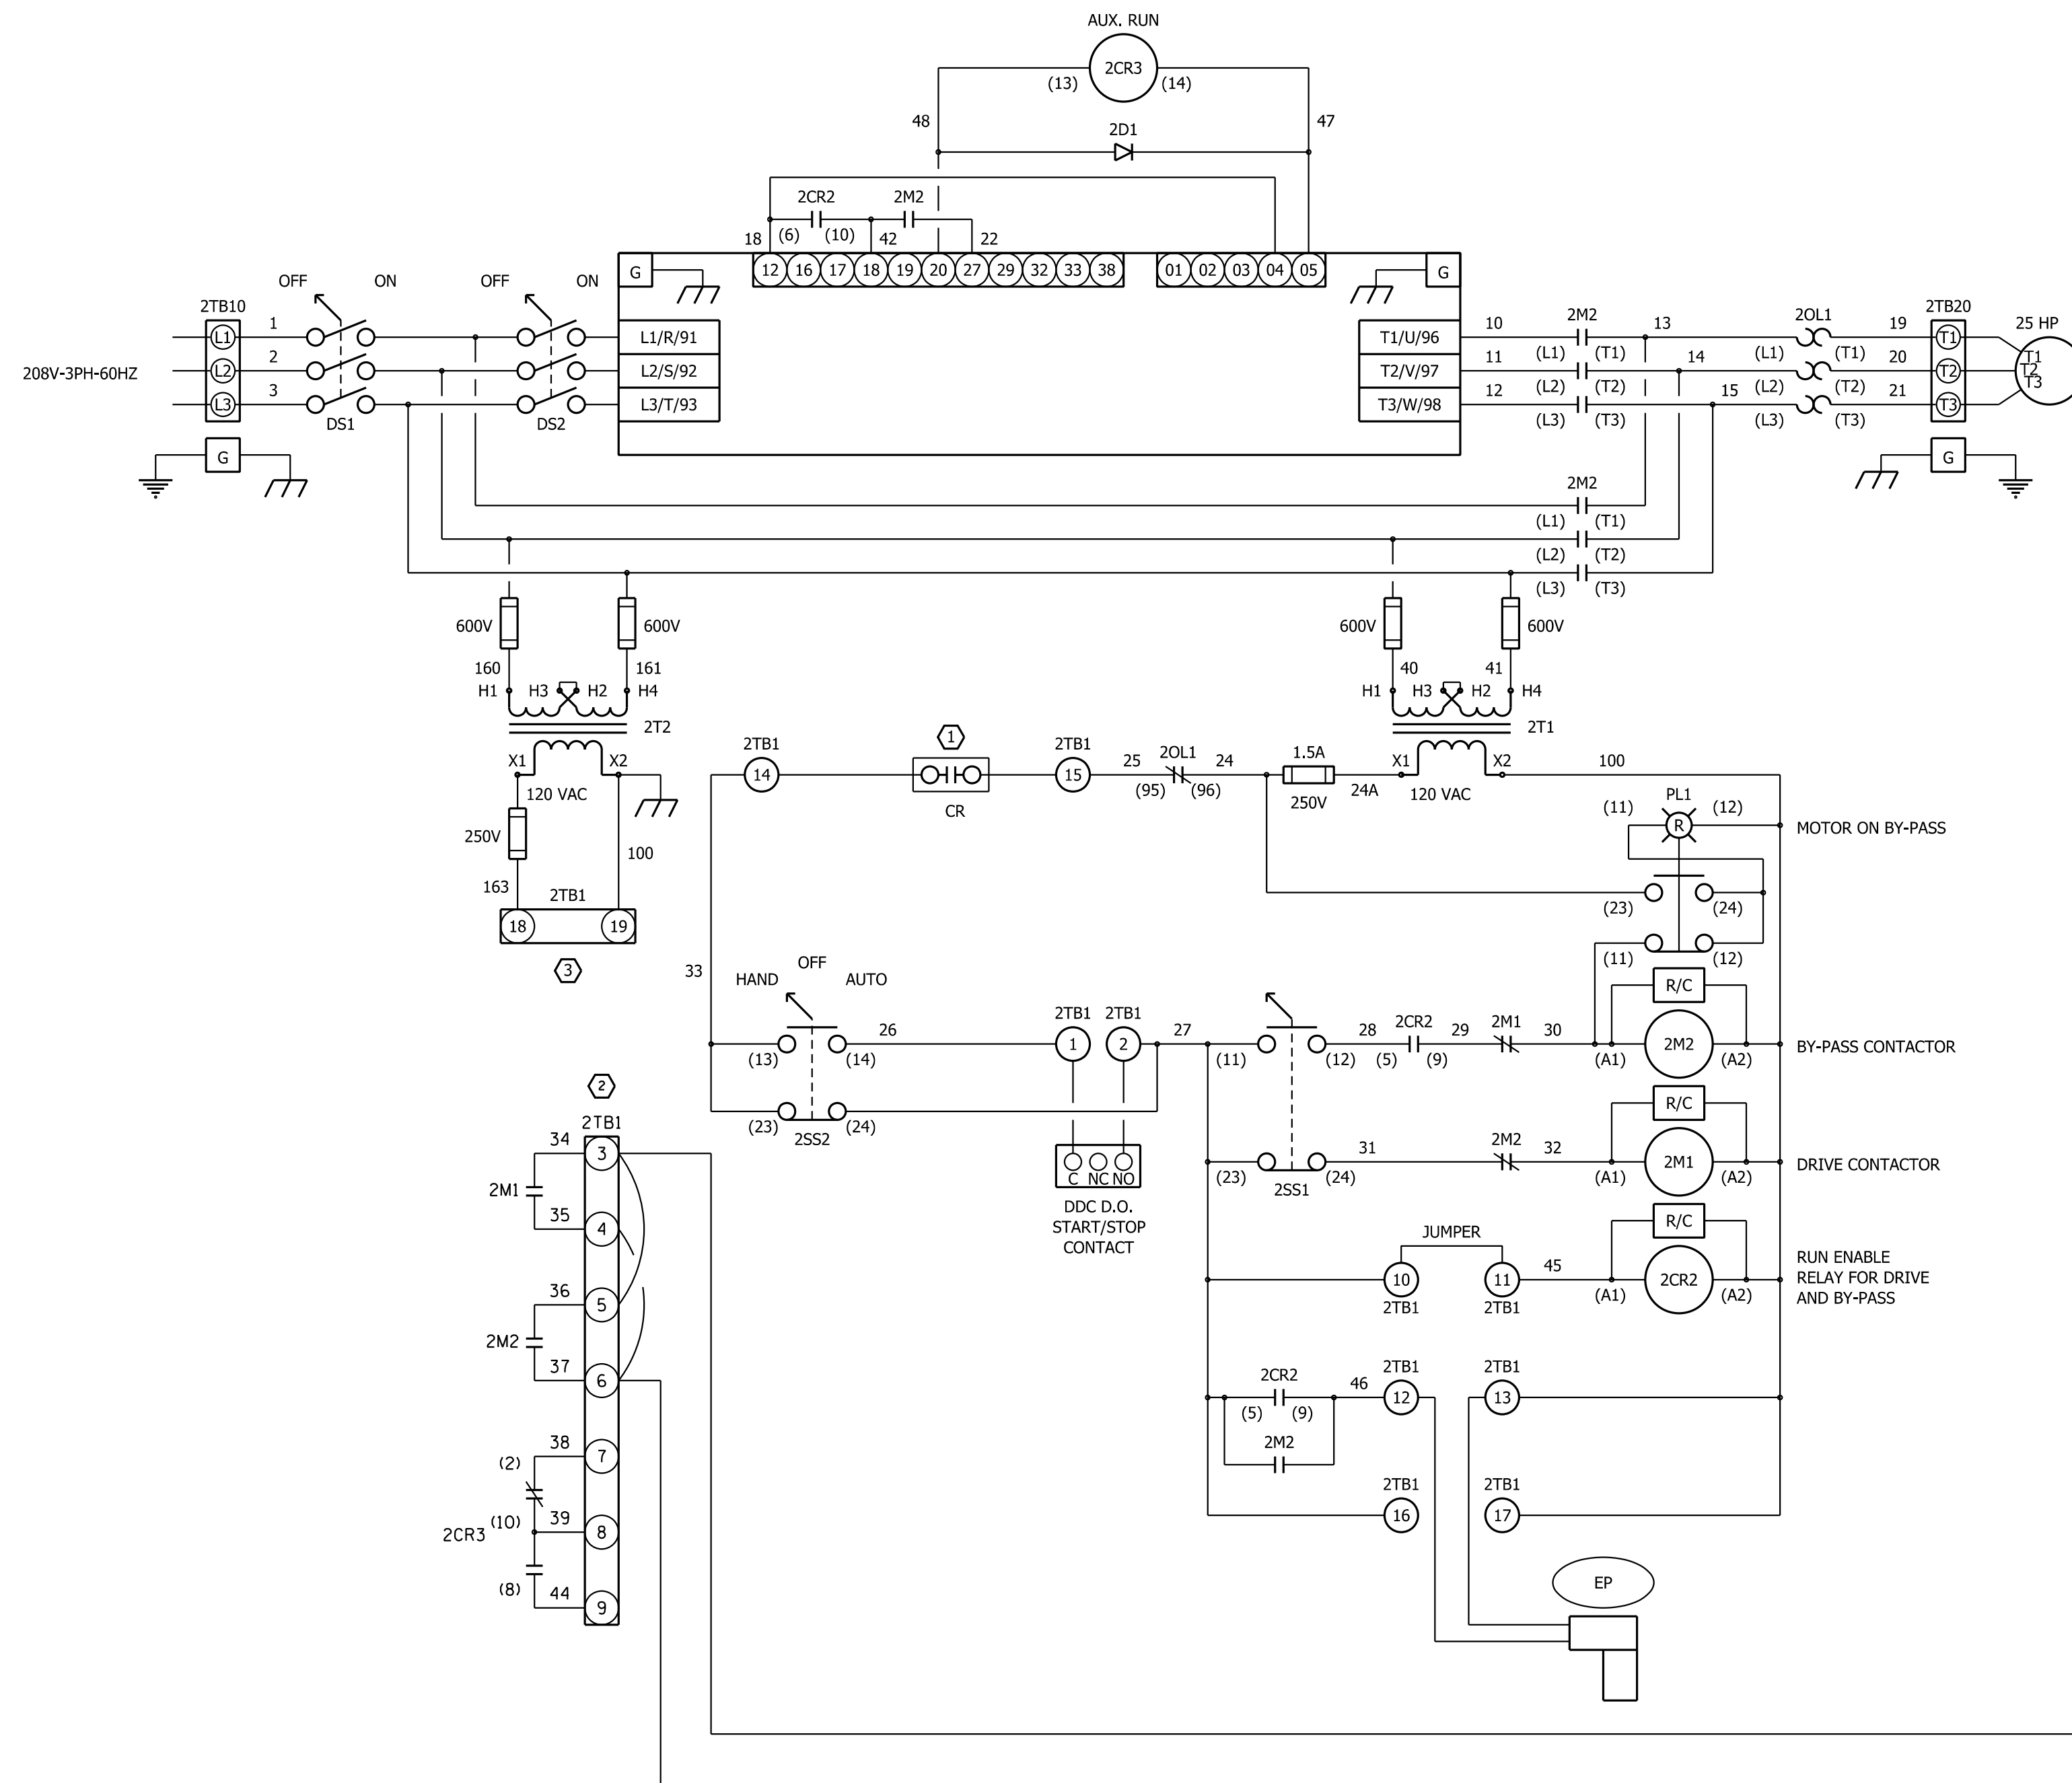 AUX. RUN
2CR3
(13) (14)
48 47
2D1
2CR2 2M2
18 (6) (10) 42 22
12 16 17 18 19 20 27 29 32 33 38
01 02 03 04 05
G G
OFF ON OFF ON
2TB10
208V-3PH-60HZ
L1 1
L2 2
L3 3
DS1 DS2
G
L1/R/91
L2/S/92
L3/T/93
T1/U/96
T2/V/97
T3/W/98
2M2 2OL1 2TB20 25 HP
10 13 19 T1 T1
(L1) (T1) (L1) (T1)
11 14 20 T2 T2
(L2) (T2) (L2) (T2)
12 15 21 T3 T3
(L3) (T3) (L3) (T3)
G
2M2
(L1) (T1)
(L2) (T2)
(L3) (T3)
600V 600V 600V 600V
160 161 40 41
H1 H3 H2 H4 H1 H3 H2 H4
2T2 2T1
X1 X2 X1 X2
120 VAC 120 VAC
250V
163 100
2TB1
18 19
3
2TB1 1 2TB1
14 15
CR
25 2OL1 24 1.5A
(95) (96) 250V 24A
100
PL1
(11) R (12) MOTOR ON BY-PASS
(23) (24)
(11) (12)
33
HAND OFF AUTO
26
(13) (14)
(23) (24)
2SS2
2TB1 2TB1
1 2
27
C NC NO
DDC D.O.
START/STOP
CONTACT
(11) (12)
28 2CR2 29 2M1 30
(5) (9)
R/C
2M2
(A1) (A2)
BY-PASS CONTACTOR
(23) (24)
2SS1
31 2M2 32
R/C
2M1
(A1) (A2)
DRIVE CONTACTOR
JUMPER
10 11 45
2TB1 2TB1
R/C
2CR2
(A1) (A2)
RUN ENABLE
RELAY FOR DRIVE
AND BY-PASS
2CR2 46 2TB1 2TB1
(5) (9) 12 13
2M2
2TB1 2TB1
16 17
EP
2
2TB1
34 3
2M1
35 4
36 5
2M2
37 6
38 7
(2)
(10) 39 8
2CR3
(8) 44 9